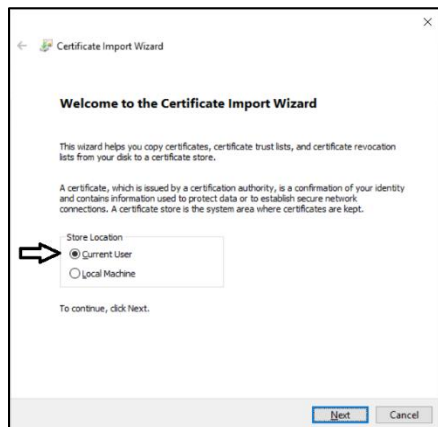 Certificate Import Wizard
Welcome to the Certificate Import Wizard
This wizard helps you copy certificates, certificate trust lists, and certificate revocation
lists from your disk to a certificate store.
A certificate, which is issued by a certification authority, is a confirmation of your identity
and contains information used to protect data or to establish secure network
connections. A certificate store is the system area where certificates are kept.
Store Location
Current User
Local Machine
To continue, click Next.
Next
Cancel